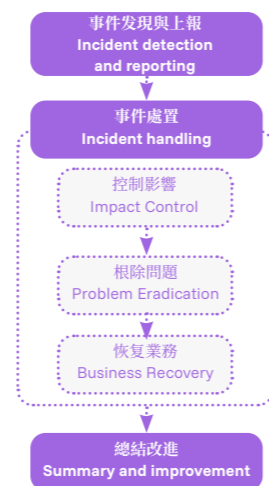 事件发現與上報
Incident detection
and reporting
事件處置
Incident handling
控制影響
Impact Control
根除問題
Problem Eradication
恢复業務
Business Recovery
總結改進
Summary and improvement